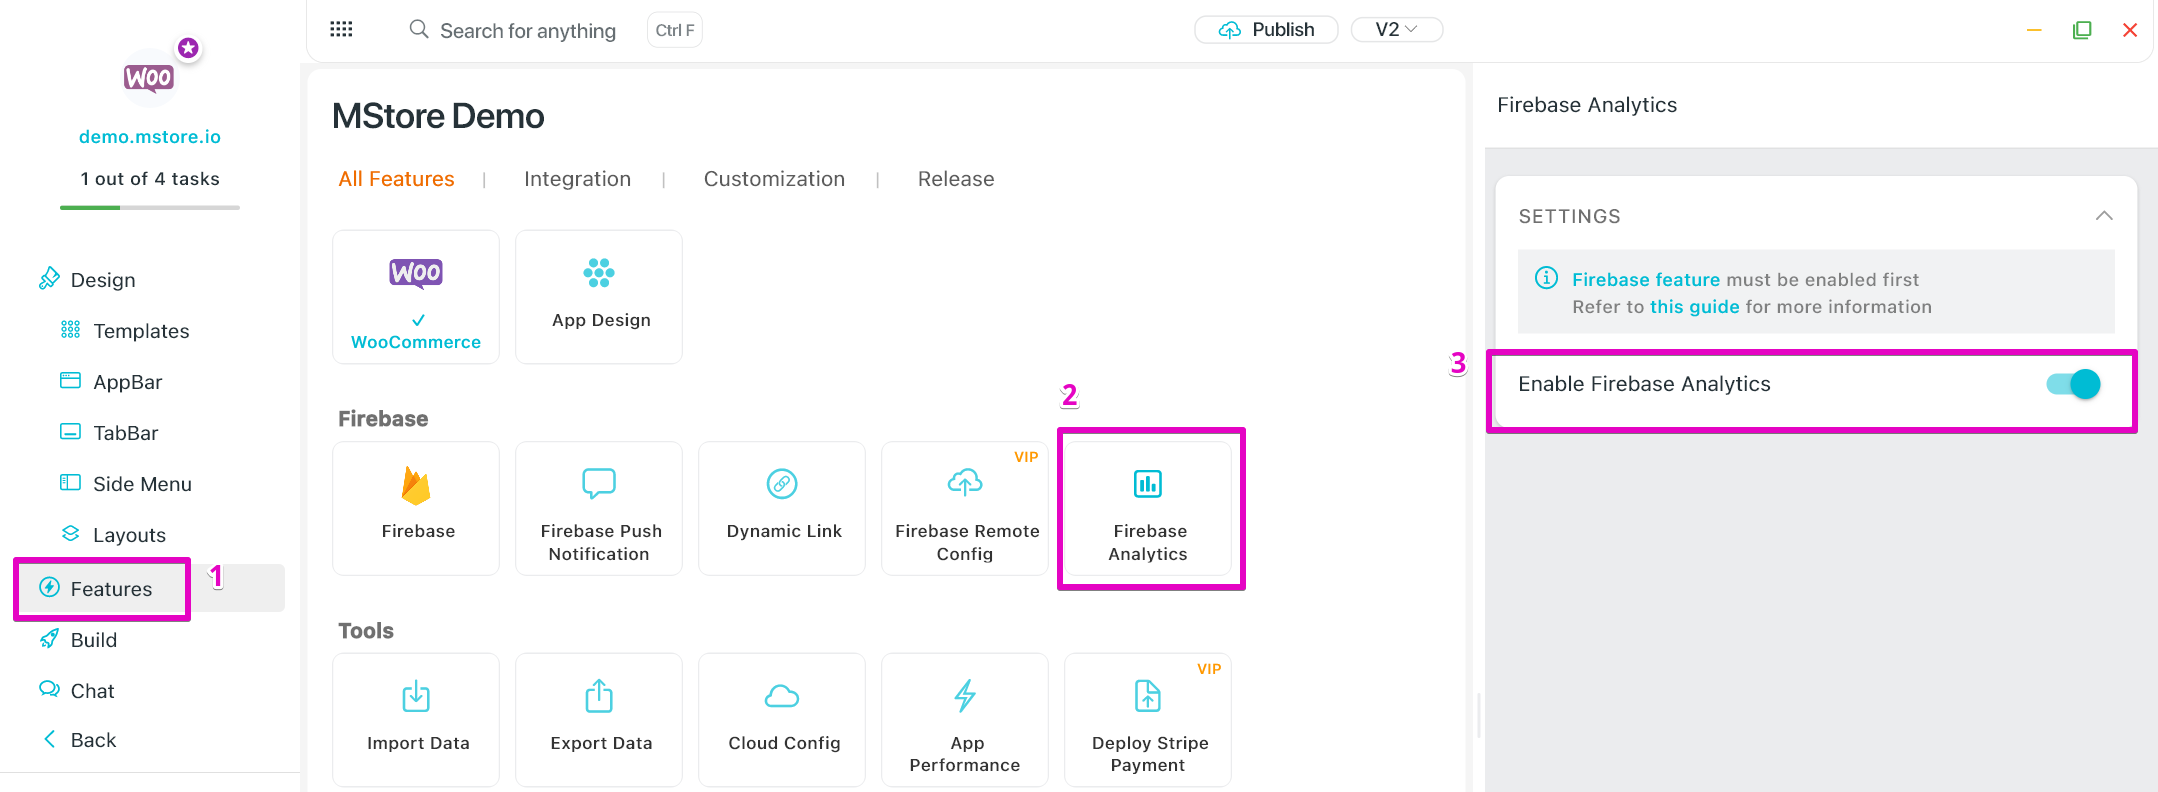 Search for anything
Ctrl F
Publish
V2
WOO
demo.mstore.io
1 out of 4 tasks
Design
Templates
AppBar
TabBar
Side Menu
Layouts
Features
1
Build
Chat
Back
MStore Demo
All Features | Integration | Customization | Release
WOO
WooCommerce
App Design
Firebase
Firebase
Firebase Push
Notification
Dynamic Link
VIP
Firebase Remote
Config
2
Firebase
Analytics
Tools
Import Data
Export Data
Cloud Config
App
Performance
VIP
Deploy Stripe
Payment
Firebase Analytics
SETTINGS
Firebase feature must be enabled first
Refer to this guide for more information
3
Enable Firebase Analytics